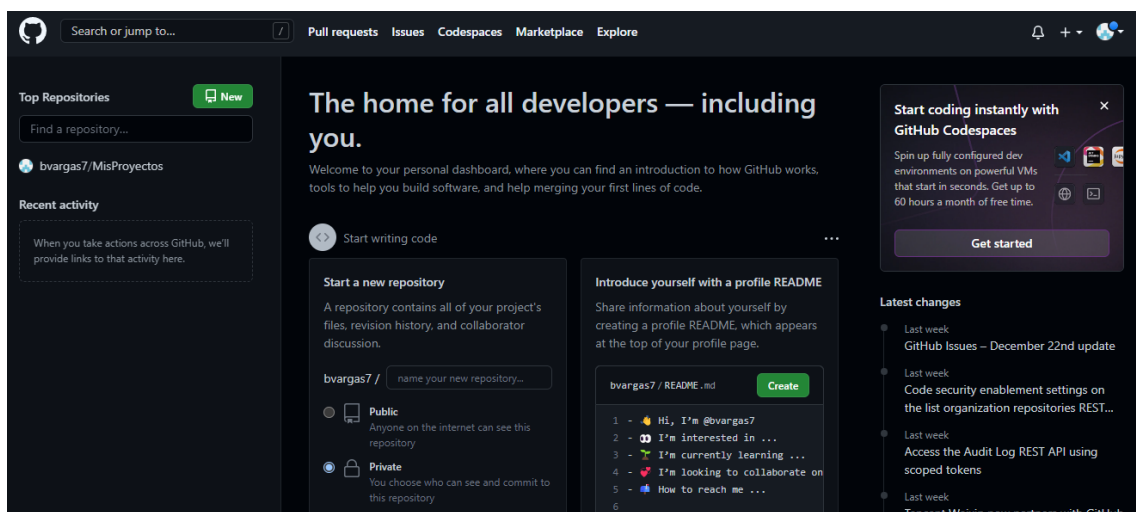 Search or jump to...
/
Pull requests Issues Codespaces Marketplace Explore
Top Repositories
New
Find a repository...
bvargas7/MisProyectos
Recent activity
When you take actions across GitHub, we'll
provide links to that activity here.
The home for all developers — including
you.
Welcome to your personal dashboard, where you can find an introduction to how GitHub works,
tools to help you build software, and help merging your first lines of code.
Start writing code
Start a new repository
A repository contains all of your project's
files, revision history, and collaborator
discussion.
bvargas7 / name your new repository...
Public
Anyone on the internet can see this
repository
Private
You choose who can see and commit to
this repository
Introduce yourself with a profile README
Share information about yourself by
creating a profile README, which appears
at the top of your profile page.
bvargas7 / README.md
Create
1 - 👋 Hi, I'm @bvargas7
2 - 👀 I'm interested in ...
3 - 🌱 I'm currently learning ...
4 - 💞️ I'm looking to collaborate on
5 - 📫 How to reach me ...
6
Start coding instantly with
GitHub Codespaces
Spin up fully configured dev
environments on powerful VMs
that start in seconds. Get up to
60 hours a month of free time.
Get started
Latest changes
Last week
GitHub Issues – December 22nd update
Last week
Code security enablement settings on
the list organization repositories REST...
Last week
Access the Audit Log REST API using
scoped tokens
Last week